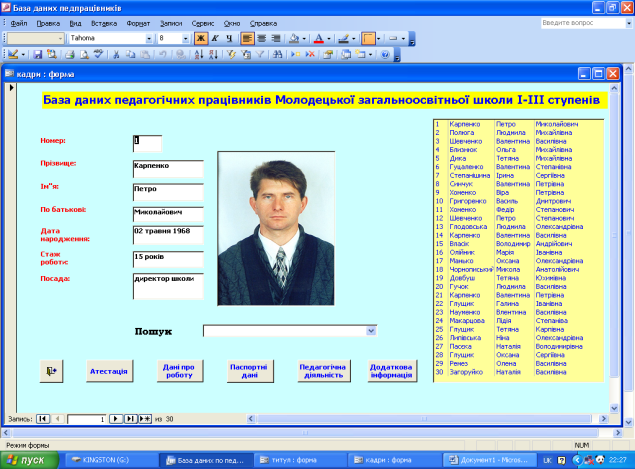 База даних педпрацівників
Файл Правка Вид Вставка Формат Записи Сервис Окно Справка
Введите вопрос
Tahoma 8 Ж К Ч
кадри : форма
База даних педагогічних працівників Молодецької загальноосвітньої школи І-ІІІ ступенів
Номер: 1
Прізвище: Карпенко
Ім"я: Петро
По батькові: Миколайович
Дата народження: 02 травня 1968
Стаж роботи: 15 років
Посада: директор школи
1 Карпенко Петро Миколайович
2 Полюга Людмила Михайлівна
3 Шевченко Валентина Василівна
4 Близнюк Ольга Михайлівна
5 Дика Тетяна Михайлівна
6 Гуцаленко Валентина Степанівна
7 Степанішина Ірина Сергіївна
8 Синчук Валентина Петрівна
9 Хоменко Віра Петрівна
10 Григоренко Василь Дмитрович
11 Хоменко Федір Степанович
12 Шевченко Петро Степанович
13 Глодовська Людмила Олександрівна
14 Карпенко Валентина Василівна
15 Власік Володимир Андрійович
16 Олійник Марія Іванівна
17 Манько Оксана Олександрівна
18 Чорнописький Микола Анатолійович
19 Довбуш Тетяна Юхимівна
20 Гучок Людмила Василівна
21 Карпенко Валентина Петрівна
22 Глущик Галина Іванівна
23 Науменко Влентина Василівна
24 Макарцова Лідія Степаніва
25 Глущик Тетяна Карпівна
26 Липівська Ніна Олександрівна
27 Пасєка Наталія Володимирівна
28 Глущик Оксана Сергіївна
29 Ремез Олена Василівна
30 Загоруйко Наталія Василівна
Пошук
Атестація
Дані про роботу
Паспортні дані
Педагогічна діяльність
Додаткова інформація
Запись: 1 из 30
Режим формы NUM
пуск KINGSTON (G:) База даних по пед... титул : форма кадри : форма Документ1 - Micros... UK 22:27